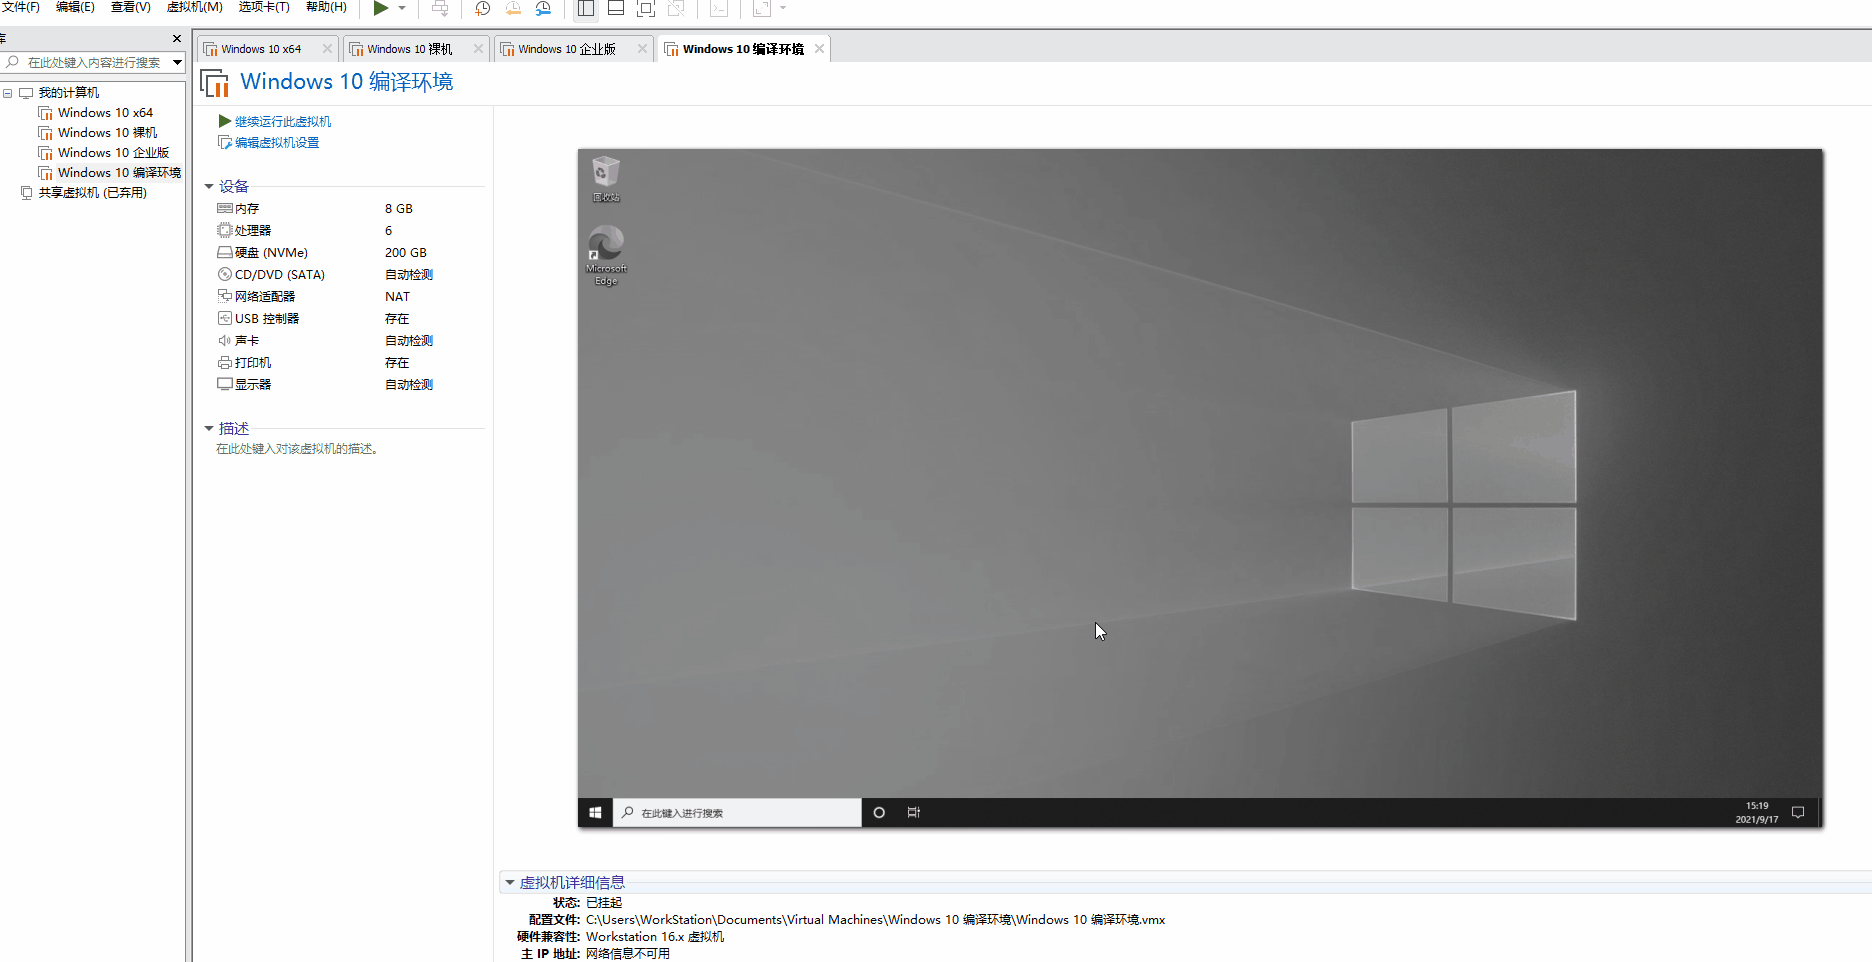 文件(F) 编辑(E) 查看(V) 虚拟机(M) 选项卡(T) 帮助(H)
库
在此处键入内容进行搜索
我的计算机
Windows 10 x64
Windows 10 裸机
Windows 10 企业版
Windows 10 编译环境
共享虚拟机 (已弃用)
Windows 10 x64 Windows 10 裸机 Windows 10 企业版 Windows 10 编译环境
Windows 10 编译环境
继续运行此虚拟机
编辑虚拟机设置
设备
内存 8 GB
处理器 6
硬盘 (NVMe) 200 GB
CD/DVD (SATA) 自动检测
网络适配器 NAT
USB 控制器 存在
声卡 自动检测
打印机 存在
显示器 自动检测
描述
在此处键入对该虚拟机的描述。
回收站
Microsoft
Edge
在此键入进行搜索
15:19
2021/9/17
虚拟机详细信息
状态: 已挂起
配置文件: C:\Users\WorkStation\Documents\Virtual Machines\Windows 10 编译环境\Windows 10 编译环境.vmx
硬件兼容性: Workstation 16.x 虚拟机
主 IP 地址: 网络信息不可用